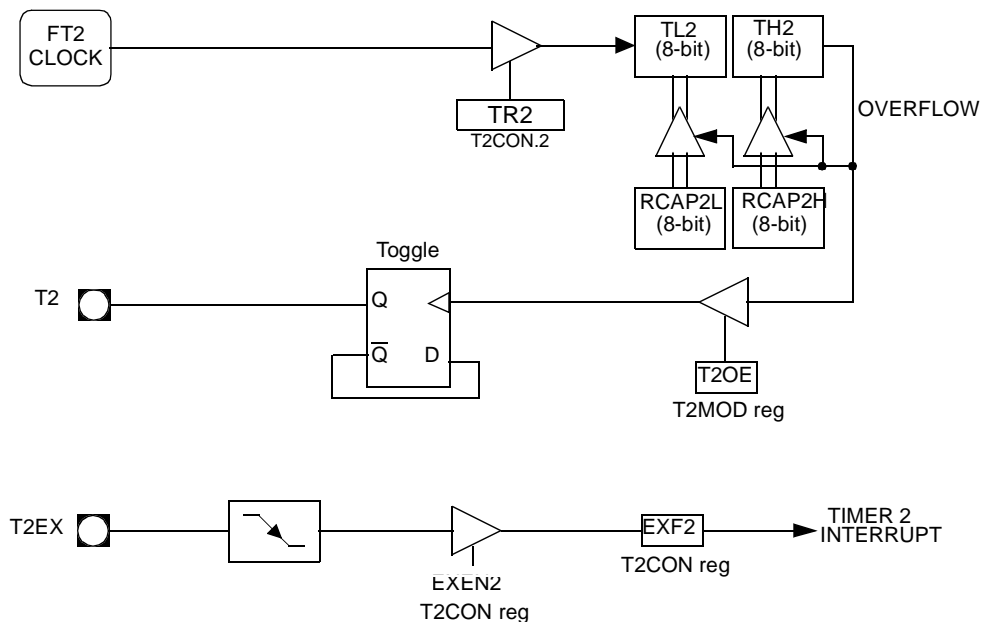 FT2
CLOCK
TR2
T2CON.2
TL2
(8-bit)
TH2
(8-bit)
OVERFLOW
RCAP2L
(8-bit)
RCAP2H
(8-bit)
Toggle
T2
Q
Q̅
D
T2OE
T2MOD reg
T2EX
EXEN2
T2CON reg
EXF2
T2CON reg
TIMER 2
INTERRUPT